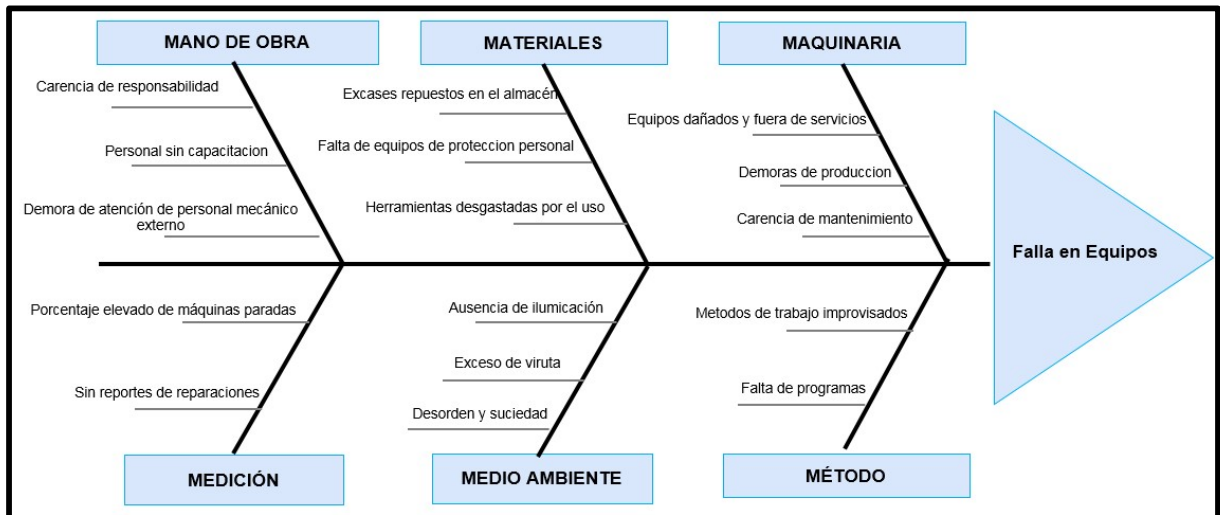 MANO DE OBRA
MATERIALES
MAQUINARIA
Carencia de responsabilidad
Personal sin capacitacion
Demora de atención de personal mecánico
externo
Excases repuestos en el almacén
Falta de equipos de proteccion personal
Herramientas desgastadas por el uso
Equipos dañados y fuera de servicios
Demoras de produccion
Carencia de mantenimiento
Falla en Equipos
Porcentaje elevado de máquinas paradas
Sin reportes de reparaciones
Ausencia de ilumicación
Exceso de viruta
Desorden y suciedad
Metodos de trabajo improvisados
Falta de programas
MEDICIÓN
MEDIO AMBIENTE
MÉTODO